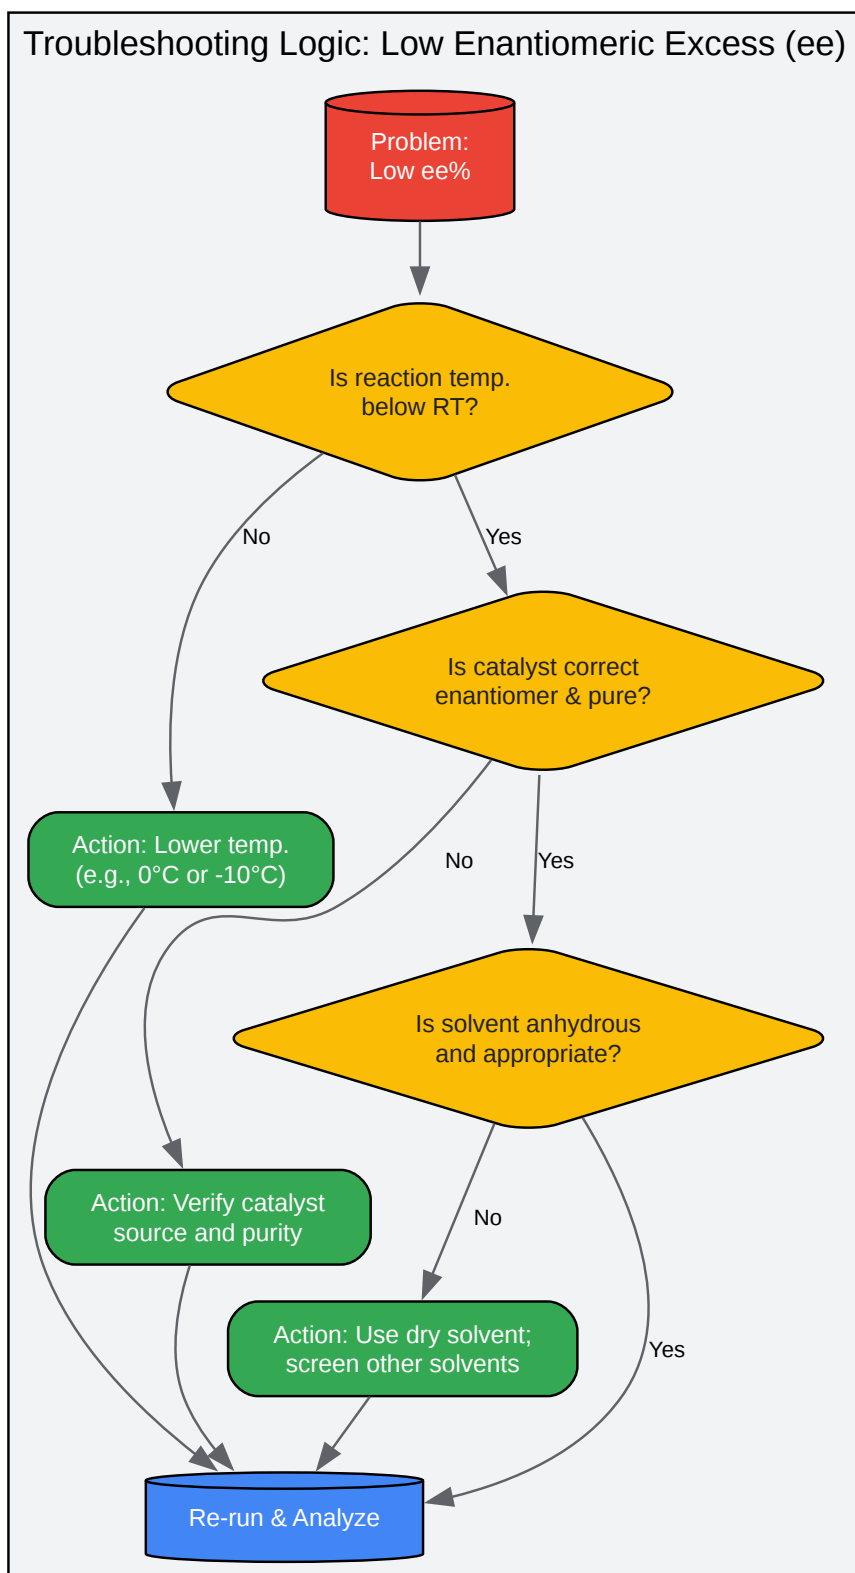 Troubleshooting Logic: Low Enantiomeric Excess (ee)
Problem:
Low ee%
Is reaction temp.
below RT?
No
Yes
Is catalyst correct
enantiomer & pure?
Action: Lower temp.
(e.g., 0°C or -10°C)
No
Yes
Is solvent anhydrous
and appropriate?
Action: Verify catalyst
source and purity
No
Action: Use dry solvent;
screen other solvents
Yes
Re-run & Analyze